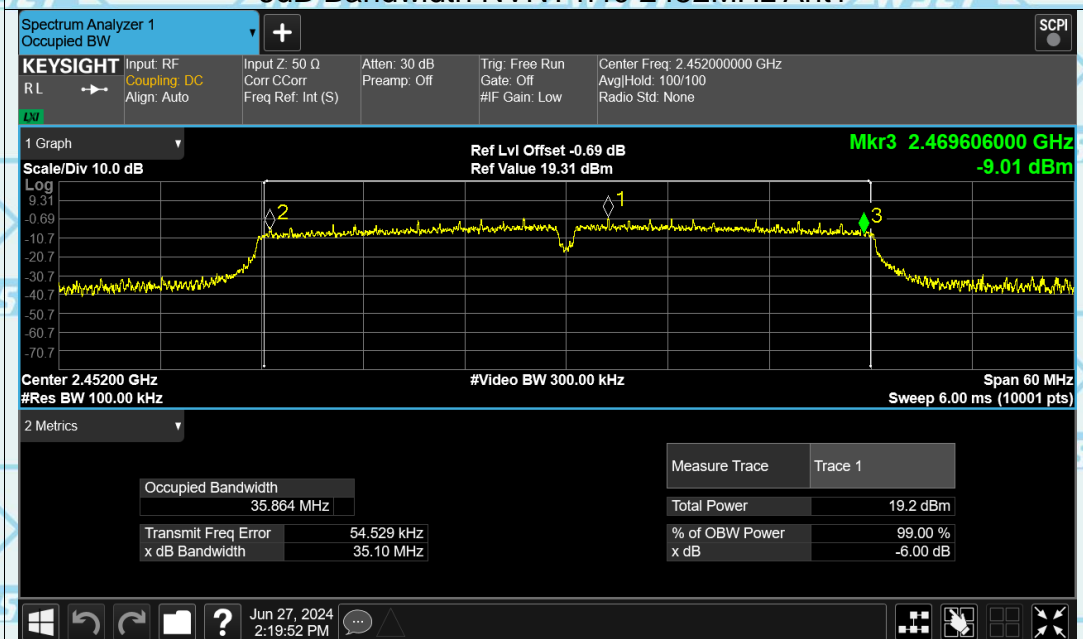 Spectrum Analyzer 1
Occupied BW
+
SCPI
KEYSIGHT
RL
LXI
Input: RF
Coupling: DC
Align: Auto
Input Z: 50 Ω
Corr CCorr
Freq Ref: Int (S)
Atten: 30 dB
Preamp: Off
Trig: Free Run
Gate: Off
#IF Gain: Low
Center Freq: 2.452000000 GHz
Avg|Hold: 100/100
Radio Std: None
1 Graph
Scale/Div 10.0 dB
Ref Lvl Offset -0.69 dB
Ref Value 19.31 dBm
Mkr3 2.469606000 GHz
-9.01 dBm
Log
9.31
-0.69
-10.7
-20.7
-30.7
-40.7
-50.7
-60.7
-70.7
2
1
3
Center 2.45200 GHz
#Video BW 300.00 kHz
Span 60 MHz
#Res BW 100.00 kHz
Sweep 6.00 ms (10001 pts)
2 Metrics
Occupied Bandwidth
35.864 MHz
Transmit Freq Error 54.529 kHz
x dB Bandwidth 35.10 MHz
Measure Trace Trace 1
Total Power 19.2 dBm
% of OBW Power 99.00 %
x dB -6.00 dB
?
Jun 27, 2024
2:19:52 PM